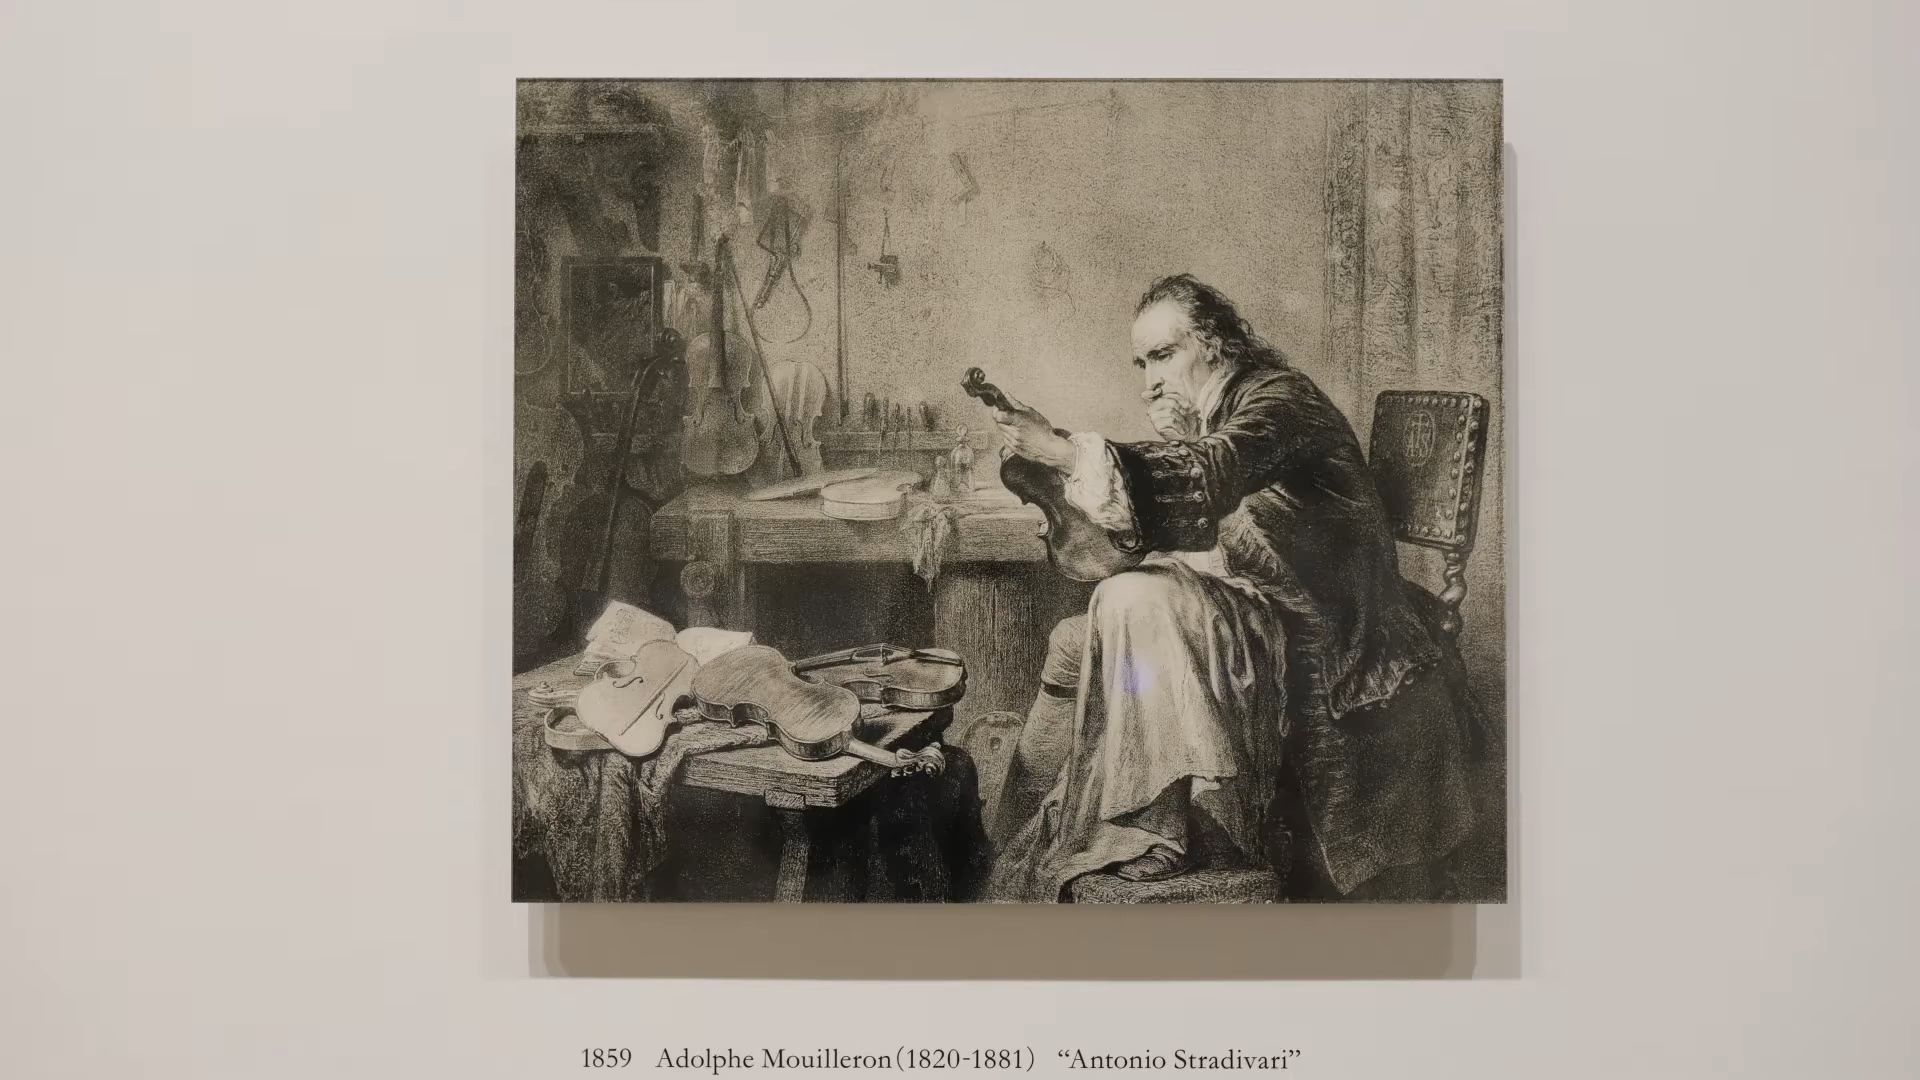 1859 Adolphe Mouilleron(1820-1881) “Antonio Stradivari”